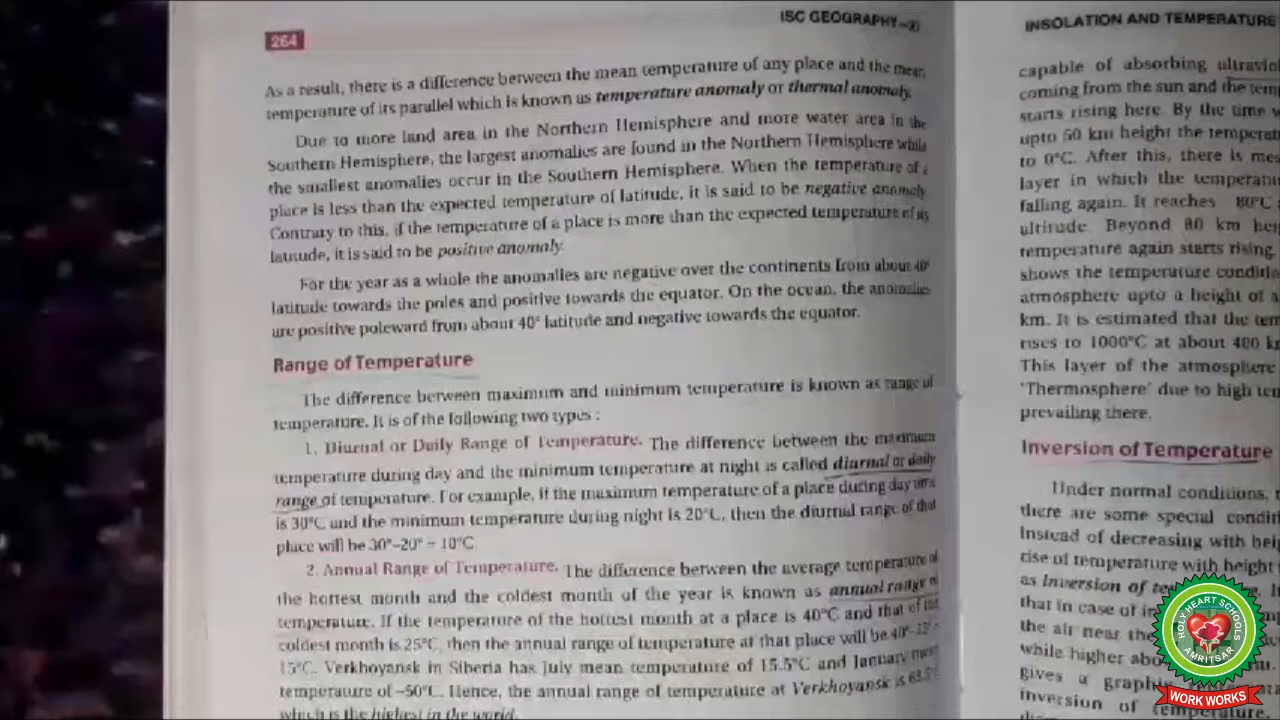 264
ISC GEOGRAPHY
As a result, there is a difference between the mean temperature of any place and the mean
temperature of its parallel which is known as temperature anomaly or thermal anomaly.
Due to more land area in the Northern Hemisphere and more water area in the
Southern Hemisphere, the largest anomalies are found in the Northern Hemisphere while
the smallest anomalies occur in the Southern Hemisphere. When the temperature of a
place is less than the expected temperature of latitude, it is said to be negative anomaly
Contrary to this, if the temperature of a place is more than the expected temperature of its
latitude, it is said to be positive anomaly.
For the year as a whole the anomalies are negative over the continents from about 40°
latitude towards the poles and positive towards the equator. On the ocean, the anomalies
are positive poleward from about 40° latitude and negative towards the equator.
Range of Temperature
The difference between maximum and minimum temperature is known as range of
temperature. It is of the following two types :
1. Diurnal or Daily Range of Temperature. The difference between the maximum
temperature during day and the minimum temperature at night is called diurnal or daily
range of temperature. For example, if the maximum temperature of a place during day
is 30°C and the minimum temperature during night is 20°C, then the diurnal range of that
place will be 30°–20° = 10°C
2. Annual Range of Temperature. The difference between the average temperature of
the hottest month and the coldest month of the year is known as annual range of
temperature. If the temperature of the hottest month at a place is 40°C and that of the
coldest month is 25°C, then the annual range of temperature at that place will be
15°C. Verkhoyansk in Siberia has July mean temperature of 15.5°C and January mean
temperature of –50°C. Hence, the annual range of temperature at Verkhoyansk is
which is the highest in the world.
INSOLATION AND TEMPERATURE
capable of absorbing
coming from the sun and the
starts rising here. By the time
upto 50 km height the
to 0°C. After this, there is
layer in which the
falling again. It reaches 80°C
altitude. Beyond 80 km
temperature again starts rising.
shows the temperature
atmosphere upto a height of
km. It is estimated that the
rises to 1000°C at about 400
This layer of the atmosphere
'Thermosphere' due to high
prevailing there.
Inversion of Temperature
Under normal conditions,
there are some special
Instead of decreasing with
rise of temperature with height
as Inversion of
that in case of
the air near the
while higher
gives a
inversion of temperature.
HOLY HEART SCHOOLS
AMRITSAR
WORK WORKS